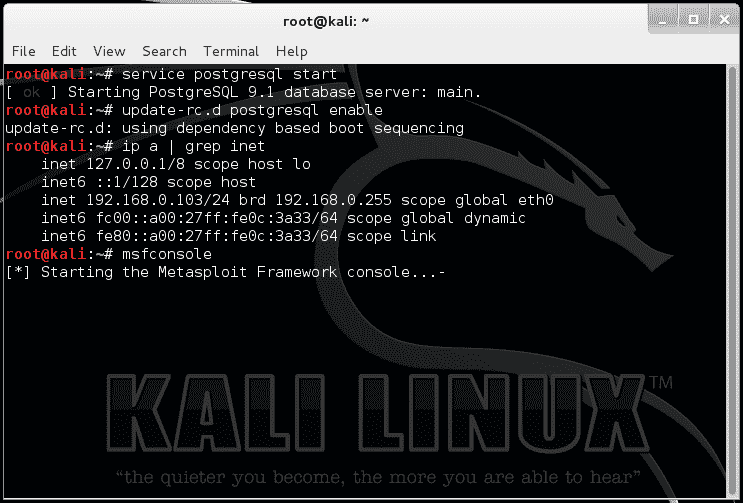 root@kali: ~
File Edit View Search Terminal Help
root@kali:~# service postgresql start
[ ok ] Starting PostgreSQL 9.1 database server: main.
root@kali:~# update-rc.d postgresql enable
update-rc.d: using dependency based boot sequencing
root@kali:~# ip a | grep inet
    inet 127.0.0.1/8 scope host lo
    inet6 ::1/128 scope host
    inet 192.168.0.103/24 brd 192.168.0.255 scope global eth0
    inet6 fc00::a00:27ff:fe0c:3a33/64 scope global dynamic
    inet6 fe80::a00:27ff:fe0c:3a33/64 scope link
root@kali:~# msfconsole
[*] Starting the Metasploit Framework console...-
KALI LINUX™
“the quieter you become, the more you are able to hear”